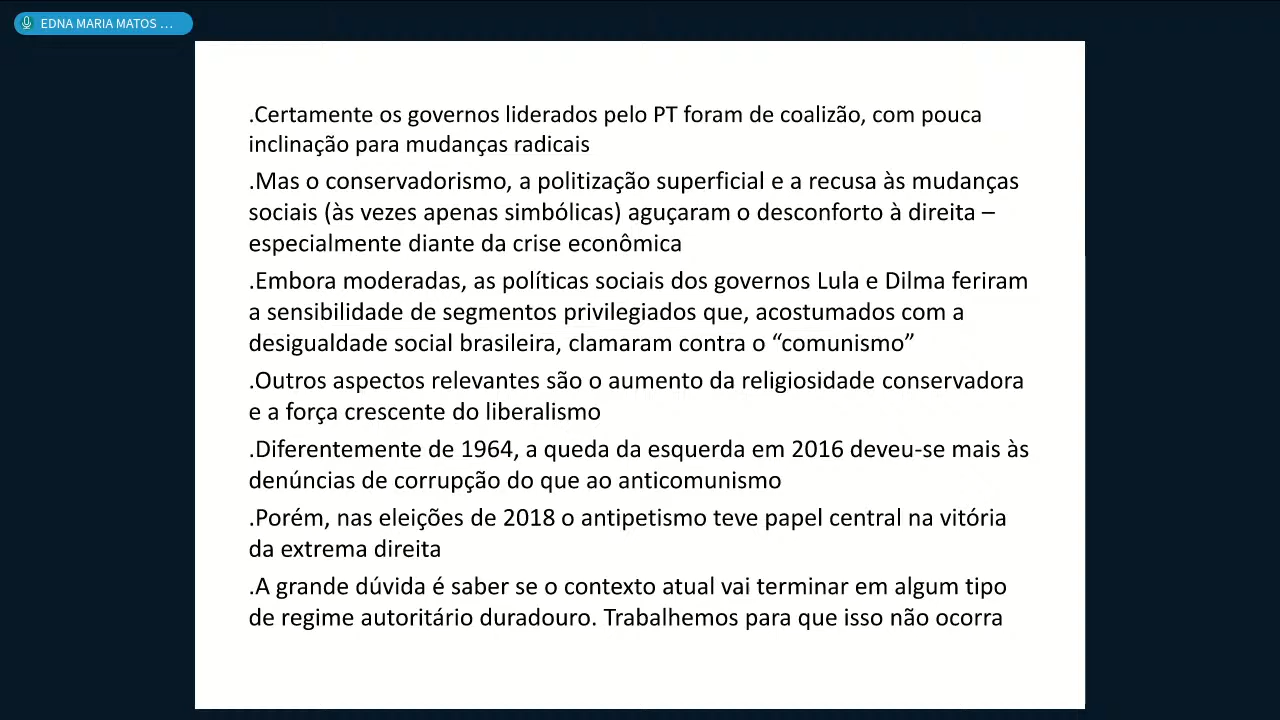 EDNA MARIA MATOS ...
.Certamente os governos liderados pelo PT foram de coalizão, com pouca
inclinação para mudanças radicais
.Mas o conservadorismo, a politização superficial e a recusa às mudanças
sociais (às vezes apenas simbólicas) aguçaram o desconforto à direita –
especialmente diante da crise econômica
.Embora moderadas, as políticas sociais dos governos Lula e Dilma feriram
a sensibilidade de segmentos privilegiados que, acostumados com a
desigualdade social brasileira, clamaram contra o “comunismo”
.Outros aspectos relevantes são o aumento da religiosidade conservadora
e a força crescente do liberalismo
.Diferentemente de 1964, a queda da esquerda em 2016 deveu-se mais às
denúncias de corrupção do que ao anticomunismo
.Porém, nas eleições de 2018 o antipetismo teve papel central na vitória
da extrema direita
.A grande dúvida é saber se o contexto atual vai terminar em algum tipo
de regime autoritário duradouro. Trabalhemos para que isso não ocorra